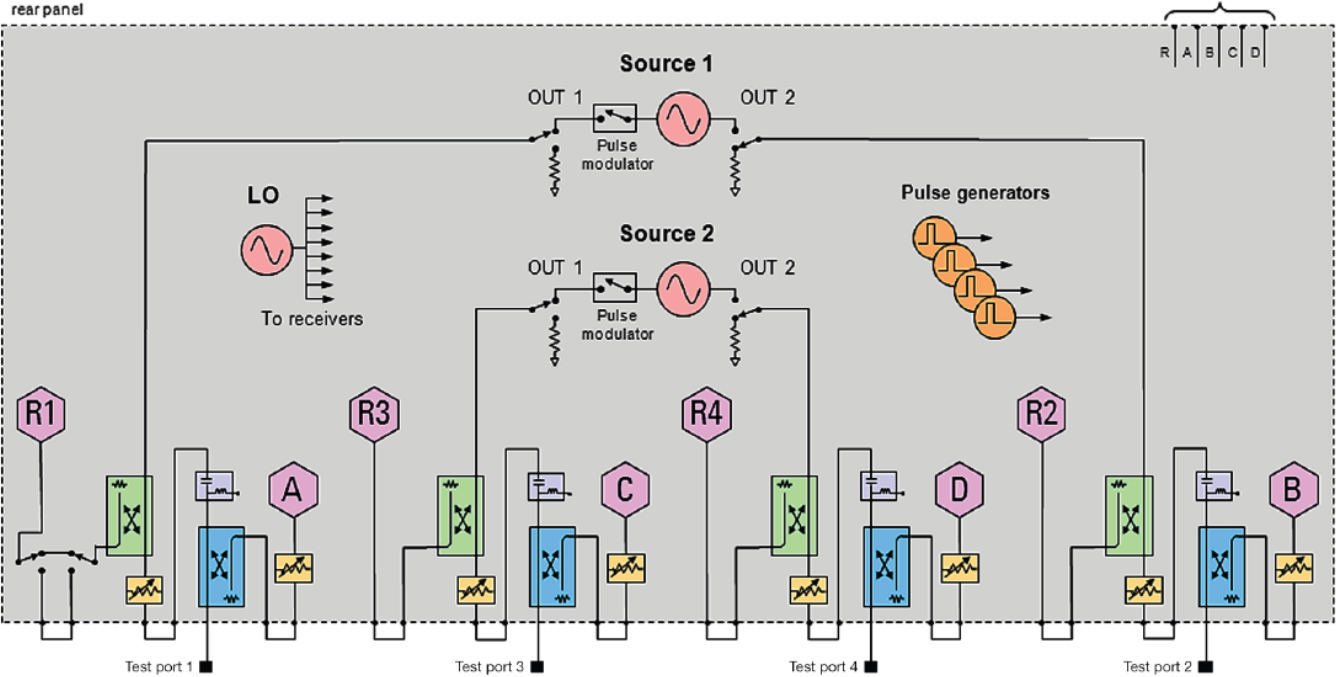 rear panel
R A B C D
Source 1
OUT 1
OUT 2
Pulse
modulator
LO
Pulse generators
Source 2
OUT 1
OUT 2
Pulse
modulator
To receivers
R1
R3
R4
R2
A
C
D
B
Test port 1
Test port 3
Test port 4
Test port 2